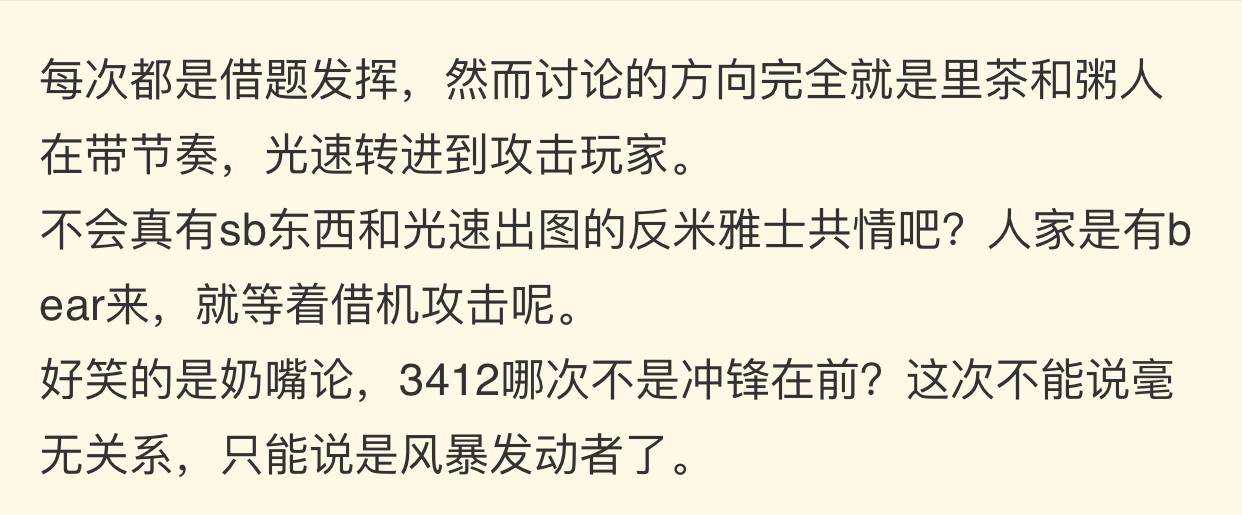 每次都是借题发挥，然而讨论的方向完全就是里茶和粥人
在带节奏，光速转进到攻击玩家。
不会真有sb东西和光速出图的反米雅士共情吧？人家是有b
ear来，就等着借机攻击呢。
好笑的是奶嘴论，3412哪次不是冲锋在前？这次不能说毫
无关系，只能说是风暴发动者了。